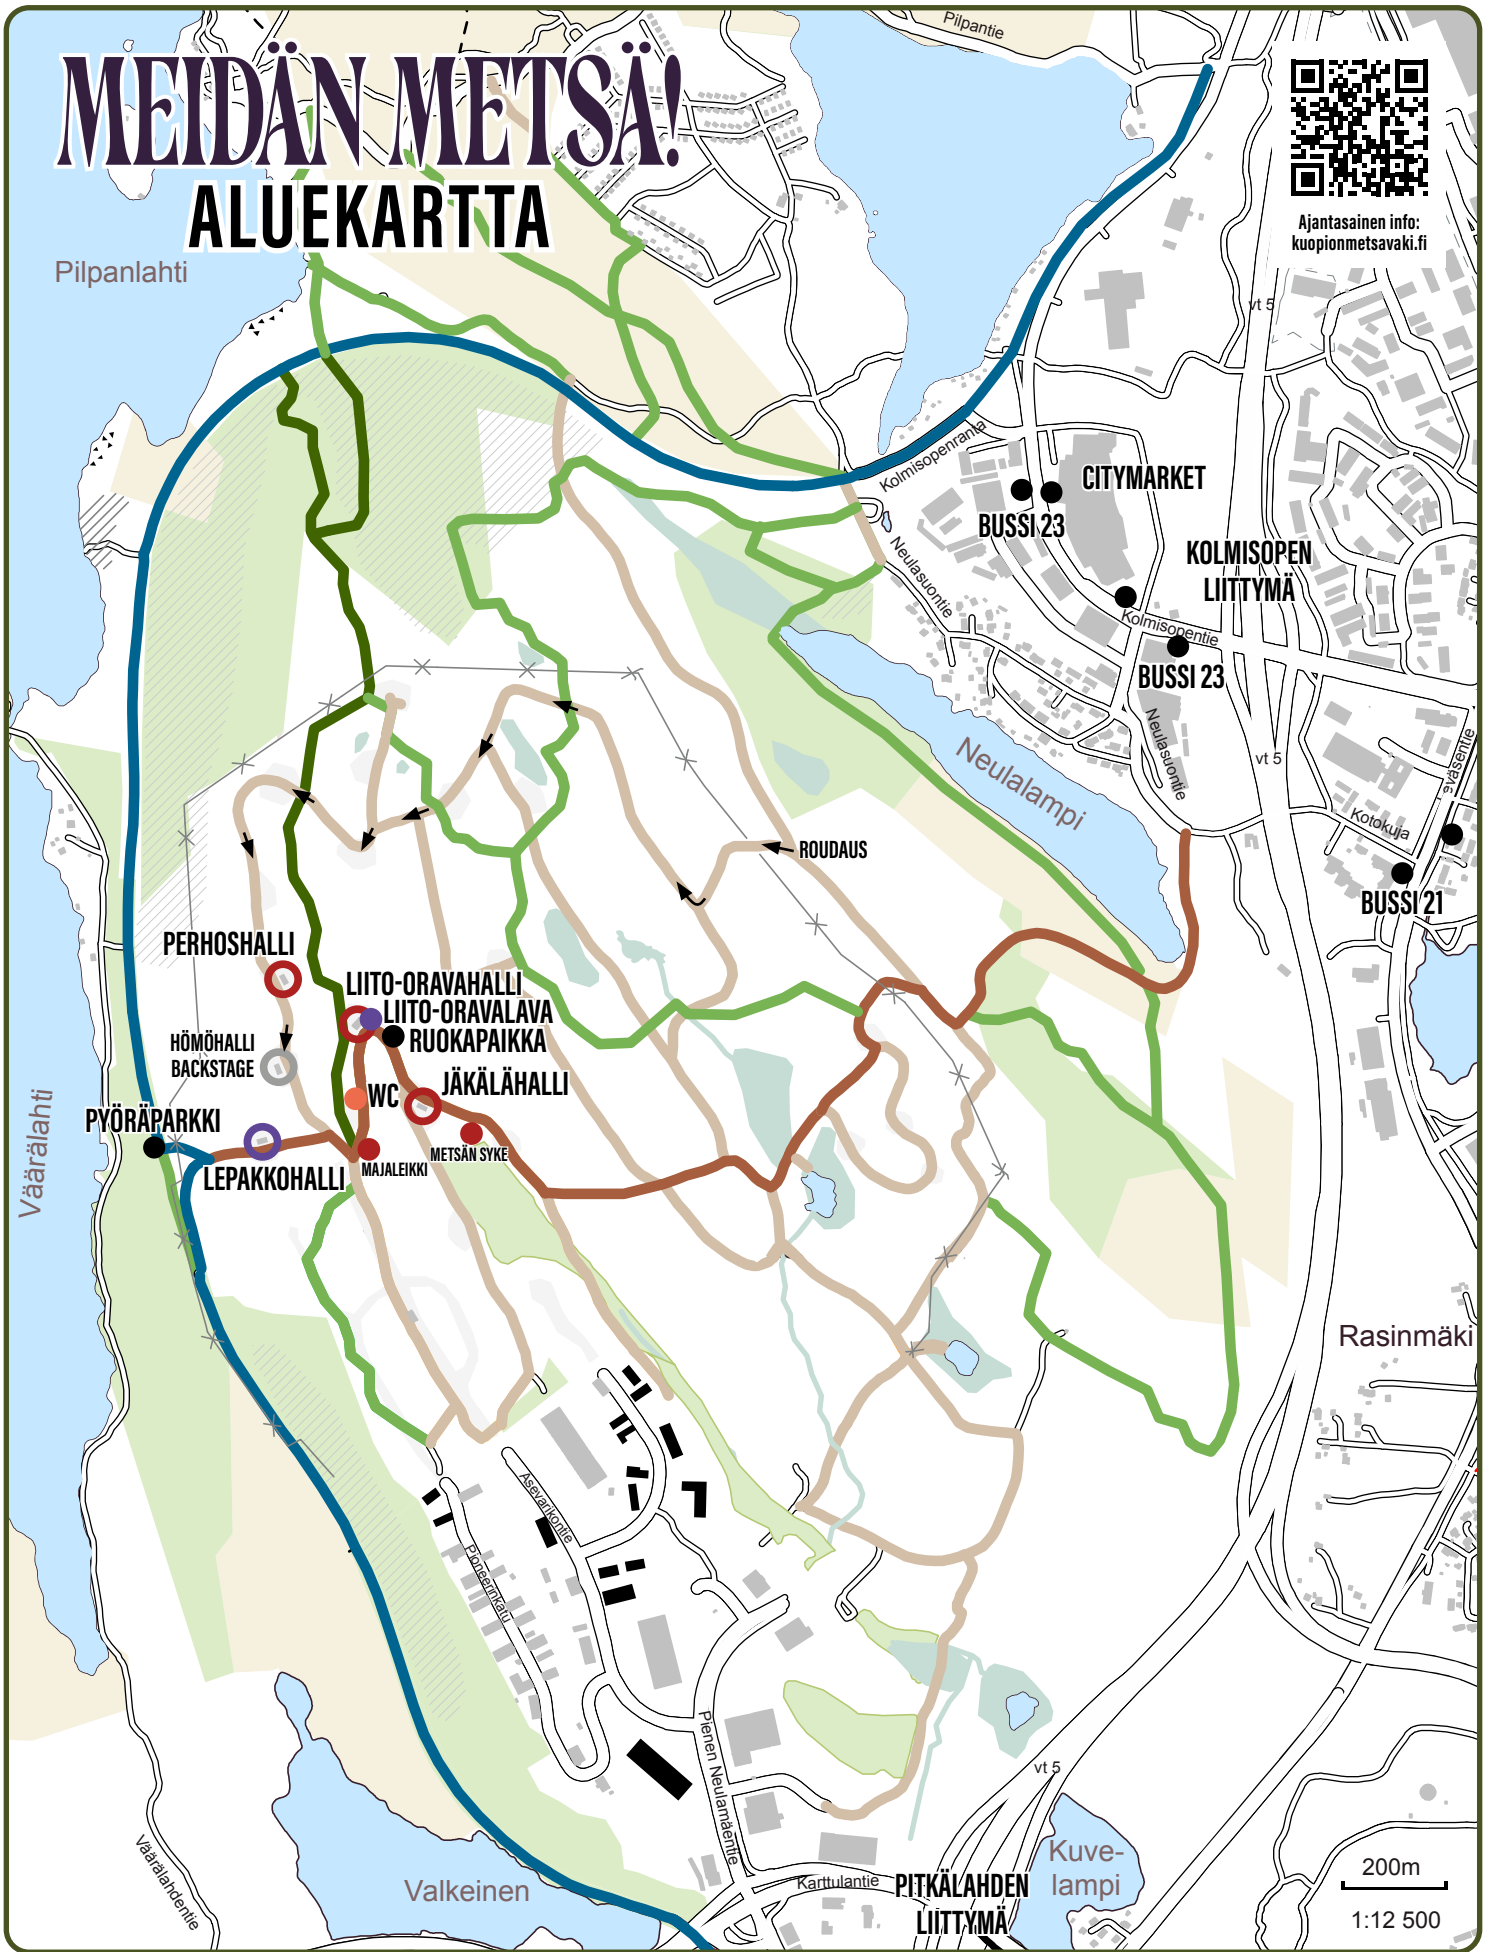 Pilpantie
MEIDÄN METSÄ!
ALUEKARTTA
Ajantasainen info:
kuopionmetsavaki.fi
Pilpanlahti
vt 5
Kolmisopenranta
CITYMARKET
BUSSI 23
KOLMISOPEN
LIITTYMÄ
Neulasuontie
Kolmisopentie
BUSSI 23
Neulasuontie
Neulalampi
vt 5
eväsentie
Kotokuja
ROUDAUS
BUSSI 21
PERHOSHALLI
LIITO-ORAVAHALLI
LIITO-ORAVALAVA
RUOKAPAIKKA
HÖMÖHALLI
BACKSTAGE
WC
JÄKÄLÄHALLI
PYÖRÄPARKKI
METSÄN SYKE
MAJALEIKKI
LEPAKKOHALLI
Väärälahti
Rasinmäki
Asevarikontie
Pioneerinkatu
Pienen Neulamäentie
vt 5
Väärälahdentie
Valkeinen
Karttulantie
PITKÄLAHDEN
LIITTYMÄ
Kuve-
lampi
200m
1:12 500